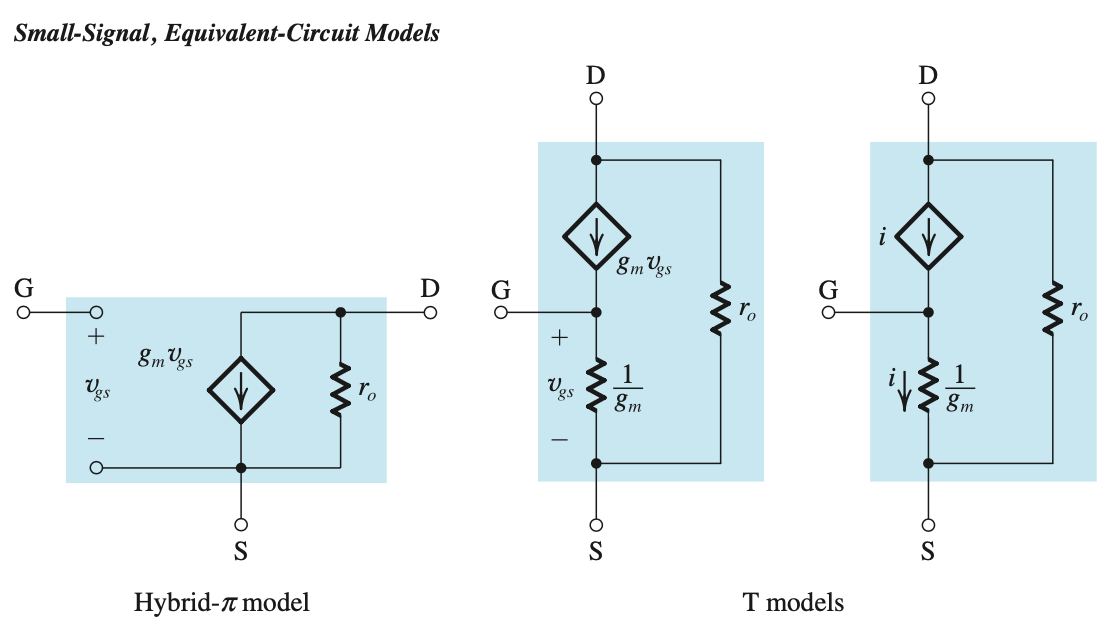 Small-Signal, Equivalent-Circuit Models
D
D
i
g_m v_gs
G
D
G
G
+
+
r_o
r_o
g_m v_gs
v_gs
r_o
v_gs
1/g_m
i
1/g_m
−
−
S
S
S
Hybrid-π model
T models